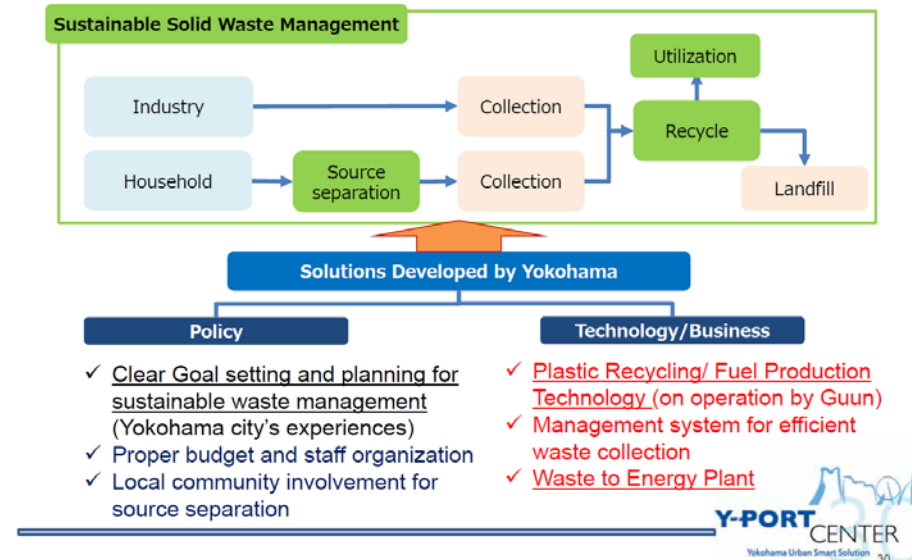 Sustainable Solid Waste Management
Utilization
Industry
Collection
Recycle
Household
Source
separation
Collection
Landfill
Solutions Developed by Yokohama
Policy
✓ Clear Goal setting and planning for
sustainable waste management
(Yokohama city's experiences)
✓ Proper budget and staff organization
✓ Local community involvement for
source separation
Technology/Business
✓ Plastic Recycling/ Fuel Production
Technology (on operation by Guun)
✓ Management system for efficient
waste collection
✓ Waste to Energy Plant
Y-PORT
CENTER
Yokohama Urban Smart Solution
30